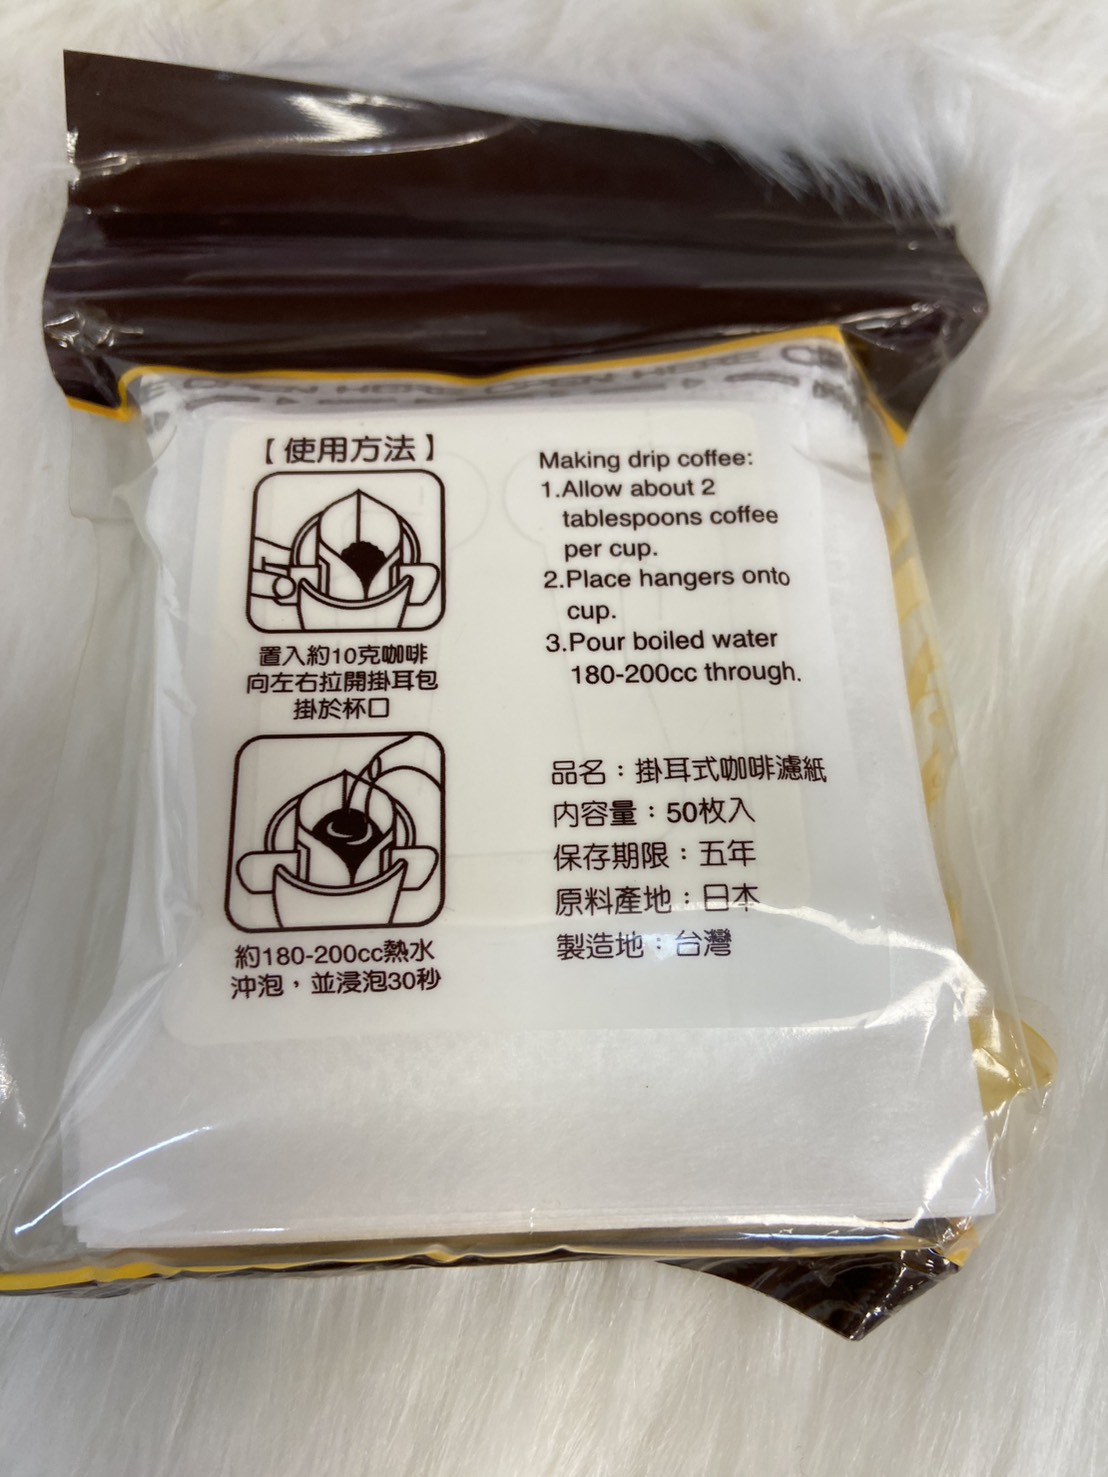 OPEN HERE OPEN HERE
【使用方法】
置入約10克咖啡
向左右拉開掛耳包
掛於杯口
約180-200cc熱水
沖泡，並浸泡30秒
Making drip coffee:
1.Allow about 2
tablespoons coffee
per cup.
2.Place hangers onto
cup.
3.Pour boiled water
180-200cc through.
品名：掛耳式咖啡濾紙
內容量：50枚入
保存期限：五年
原料產地：日本
製造地：台灣